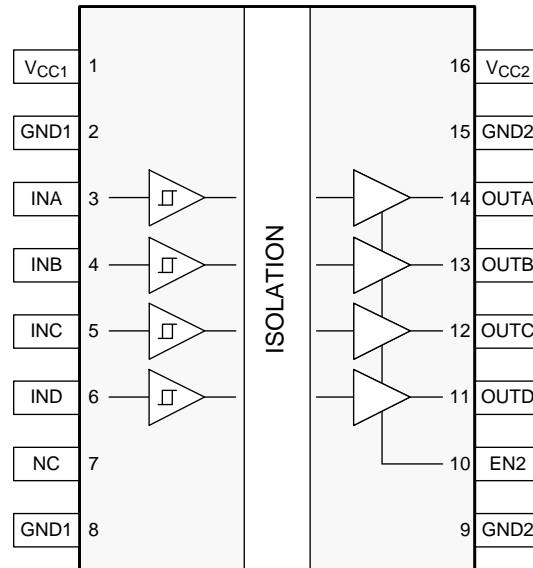 VCC1 1 16 VCC2
GND1 2 15 GND2
INA 3 14 OUTA
INB 4 13 OUTB
INC 5 12 OUTC
IND 6 11 OUTD
NC 7 10 EN2
GND1 8 9 GND2
ISOLATION